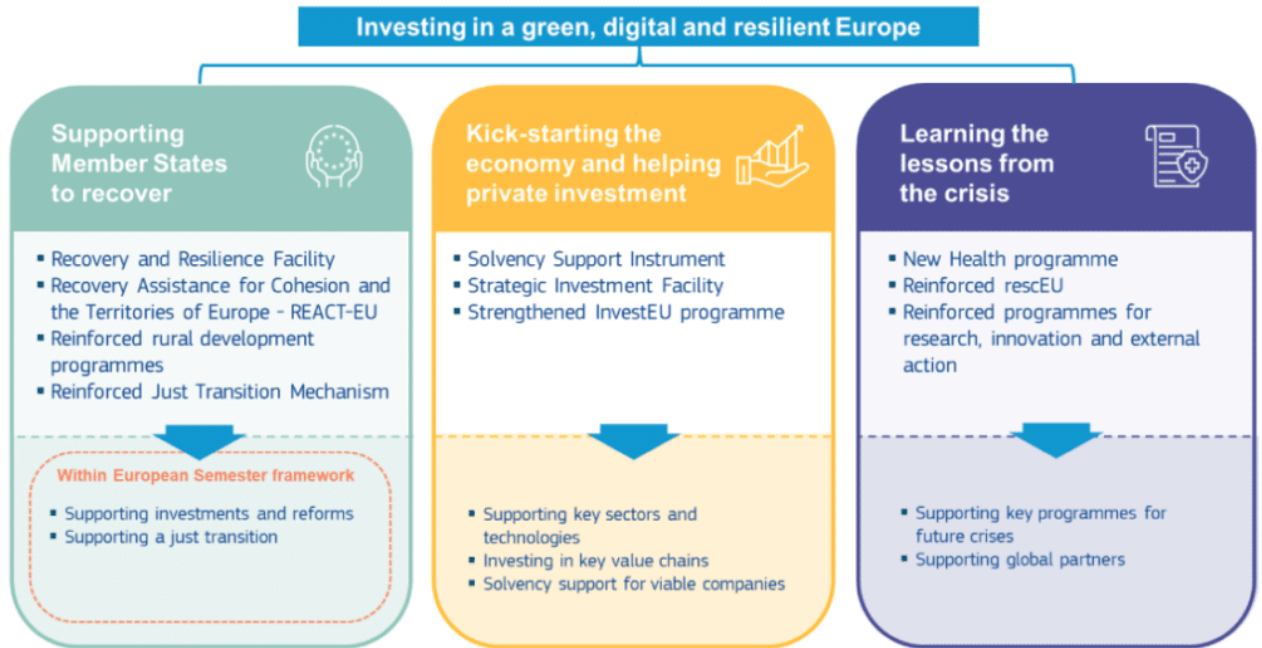 Investing in a green, digital and resilient Europe
Supporting
Member States
to recover
▪ Recovery and Resilience Facility
▪ Recovery Assistance for Cohesion and
the Territories of Europe - REACT-EU
▪ Reinforced rural development
programmes
▪ Reinforced Just Transition Mechanism
Within European Semester framework
▪ Supporting investments and reforms
▪ Supporting a just transition
Kick-starting the
economy and helping
private investment
▪ Solvency Support Instrument
▪ Strategic Investment Facility
▪ Strengthened InvestEU programme
▪ Supporting key sectors and
technologies
▪ Investing in key value chains
▪ Solvency support for viable companies
Learning the
lessons from
the crisis
▪ New Health programme
▪ Reinforced rescEU
▪ Reinforced programmes for
research, innovation and external
action
▪ Supporting key programmes for
future crises
▪ Supporting global partners